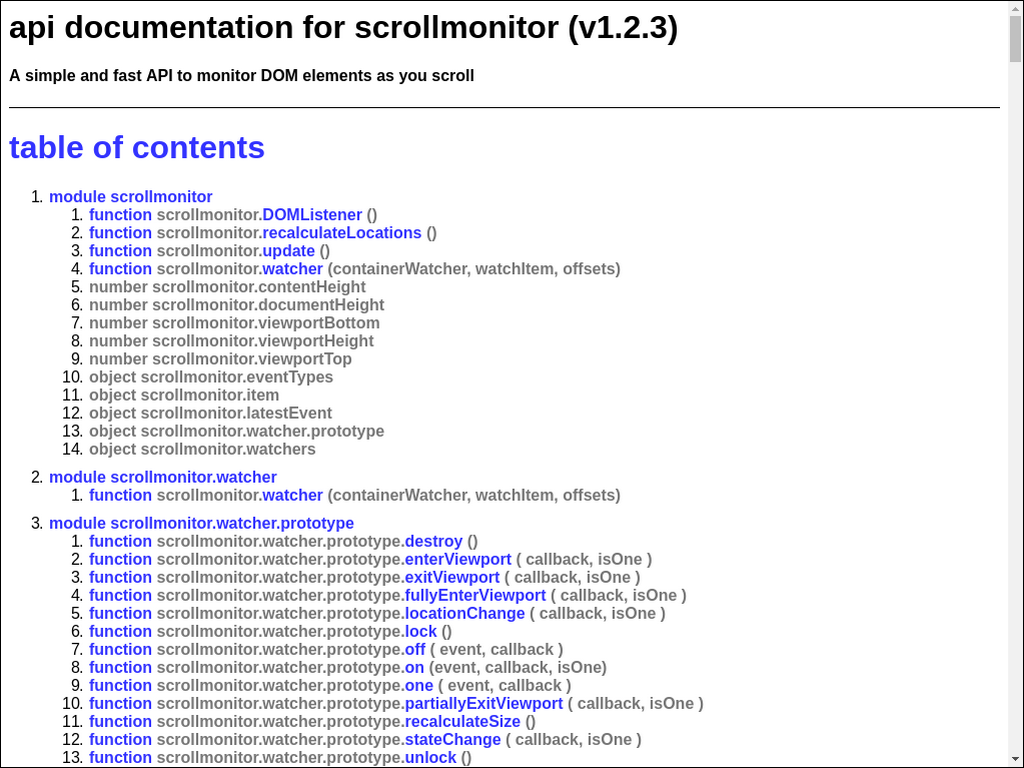 api documentation for scrollmonitor (v1.2.3)
A simple and fast API to monitor DOM elements as you scroll
table of contents
1. module scrollmonitor
1. function scrollmonitor.DOMListener ()
2. function scrollmonitor.recalculateLocations ()
3. function scrollmonitor.update ()
4. function scrollmonitor.watcher (containerWatcher, watchItem, offsets)
5. number scrollmonitor.contentHeight
6. number scrollmonitor.documentHeight
7. number scrollmonitor.viewportBottom
8. number scrollmonitor.viewportHeight
9. number scrollmonitor.viewportTop
10. object scrollmonitor.eventTypes
11. object scrollmonitor.item
12. object scrollmonitor.latestEvent
13. object scrollmonitor.watcher.prototype
14. object scrollmonitor.watchers
2. module scrollmonitor.watcher
1. function scrollmonitor.watcher (containerWatcher, watchItem, offsets)
3. module scrollmonitor.watcher.prototype
1. function scrollmonitor.watcher.prototype.destroy ()
2. function scrollmonitor.watcher.prototype.enterViewport ( callback, isOne )
3. function scrollmonitor.watcher.prototype.exitViewport ( callback, isOne )
4. function scrollmonitor.watcher.prototype.fullyEnterViewport ( callback, isOne )
5. function scrollmonitor.watcher.prototype.locationChange ( callback, isOne )
6. function scrollmonitor.watcher.prototype.lock ()
7. function scrollmonitor.watcher.prototype.off ( event, callback )
8. function scrollmonitor.watcher.prototype.on (event, callback, isOne)
9. function scrollmonitor.watcher.prototype.one ( event, callback )
10. function scrollmonitor.watcher.prototype.partiallyExitViewport ( callback, isOne )
11. function scrollmonitor.watcher.prototype.recalculateSize ()
12. function scrollmonitor.watcher.prototype.stateChange ( callback, isOne )
13. function scrollmonitor.watcher.prototype.unlock ()